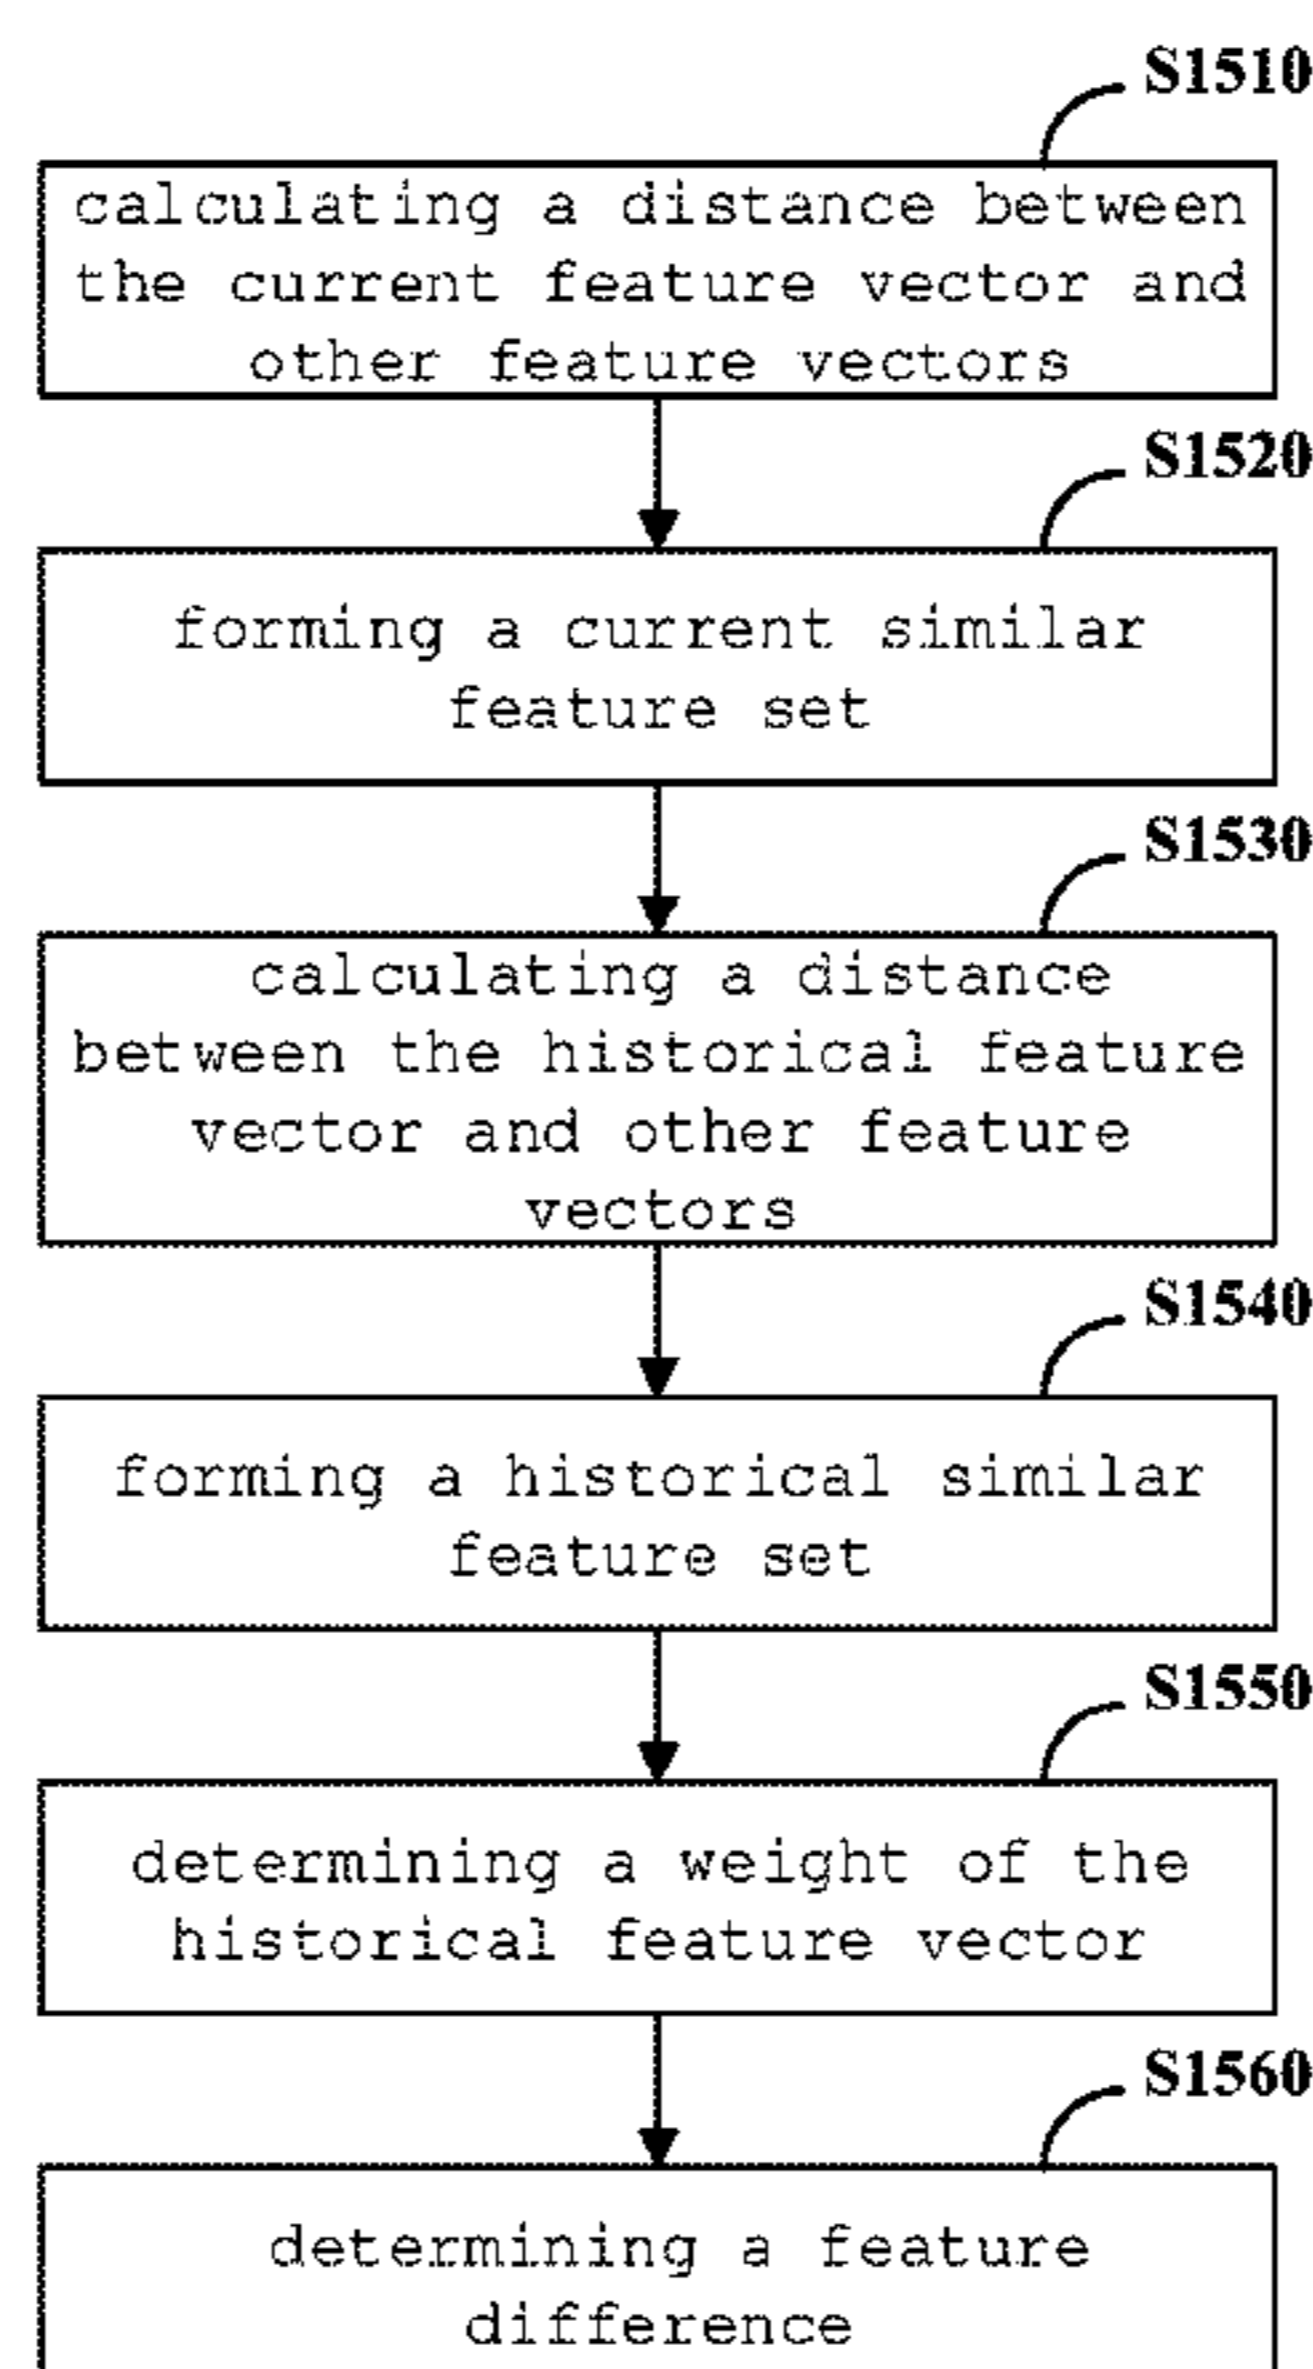 S1510
calculating a distance between
the current feature vector and
other feature vectors
S1520
forming a current similar
feature set
S1530
calculating a distance
between the historical feature
vector and other feature
vectors
S1540
forming a historical similar
feature set
S1550
determining a weight of the
historical feature vector
S1560
determining a feature
difference